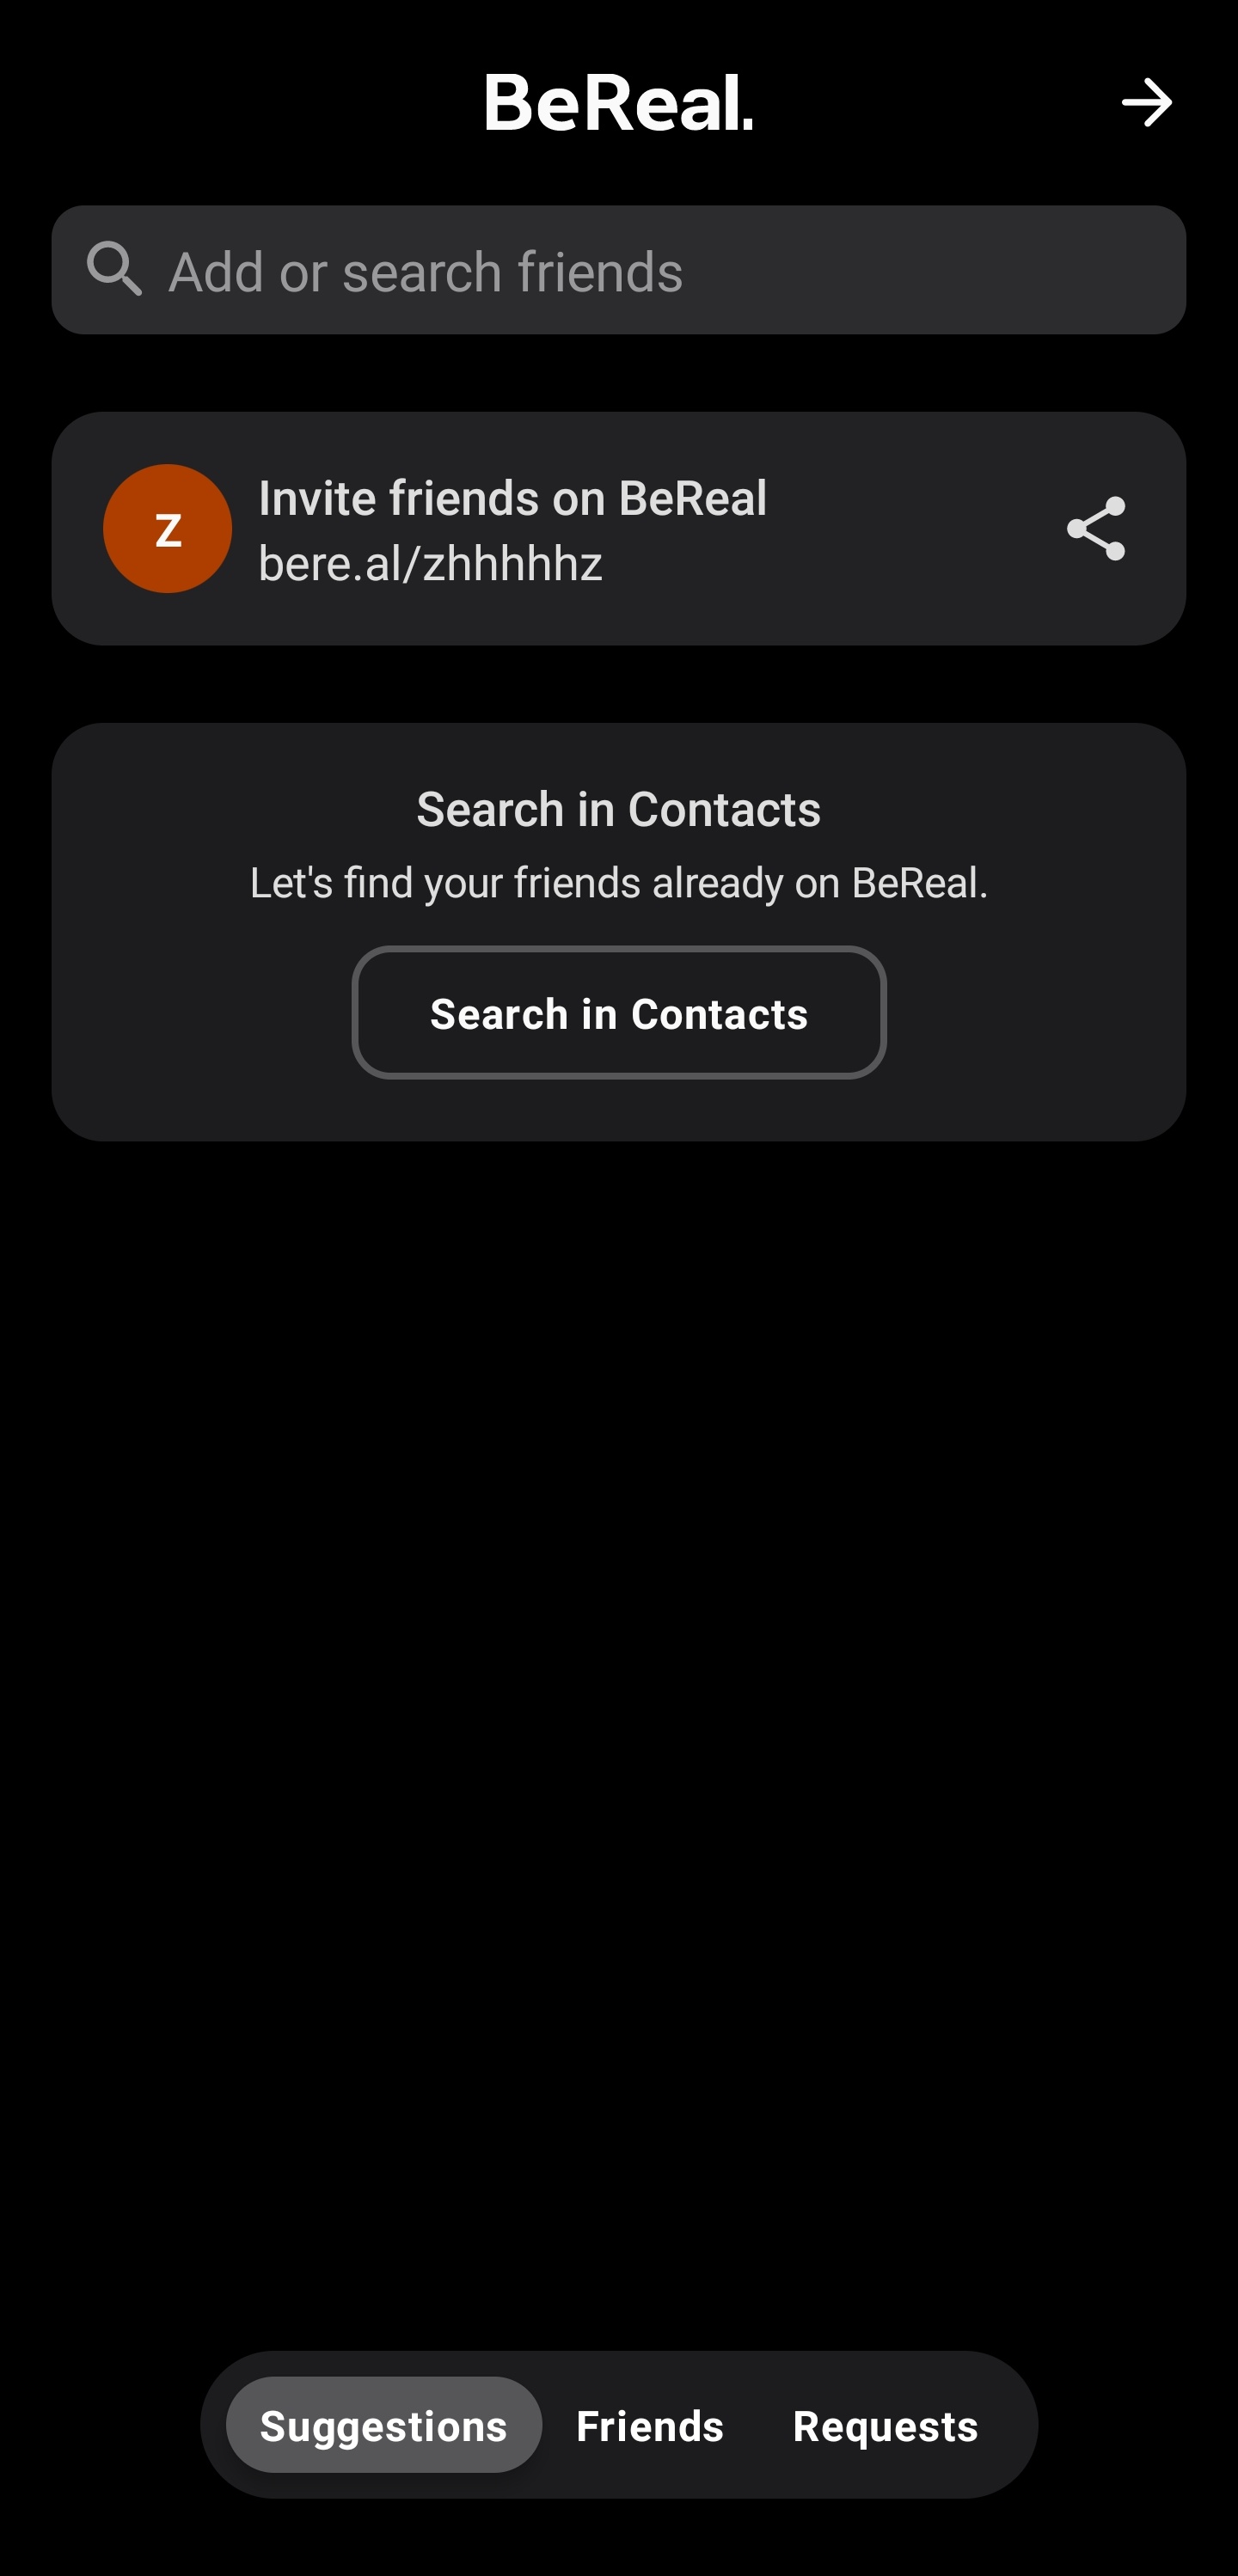 BeReal.
Add or search friends
Z
Invite friends on BeReal
bere.al/zhhhhhz
Search in Contacts
Let's find your friends already on BeReal.
Search in Contacts
Suggestions Friends Requests